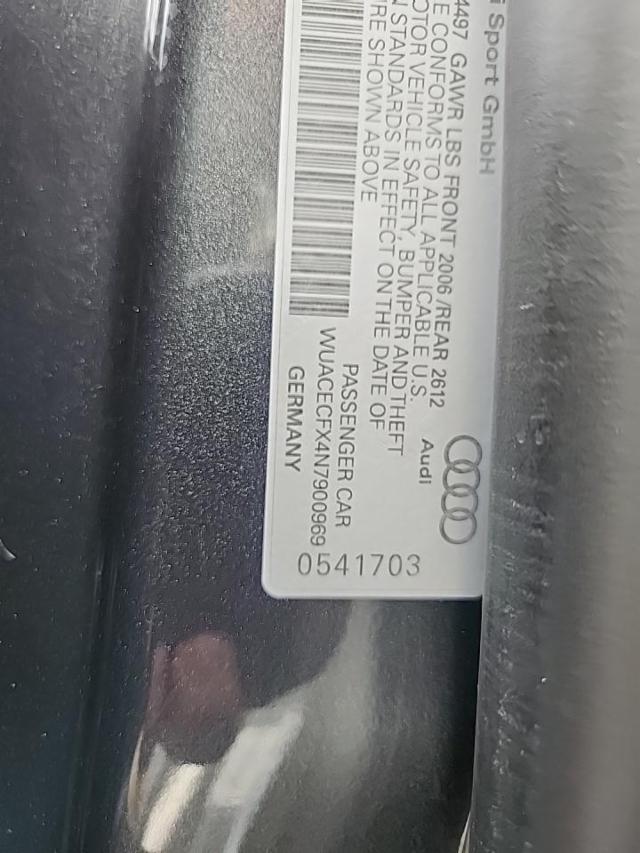 i Sport GmbH
4497 GAWR LBS FRONT 2006 /REAR 2612
E CONFORMS TO ALL APPLICABLE U.S.
OTOR VEHICLE SAFETY, BUMPER AND THEFT
STANDARDS IN EFFECT ON THE DATE OF
RE SHOWN ABOVE
Audi
PASSENGER CAR
WUACECFX4N7900969
GERMANY
0541703